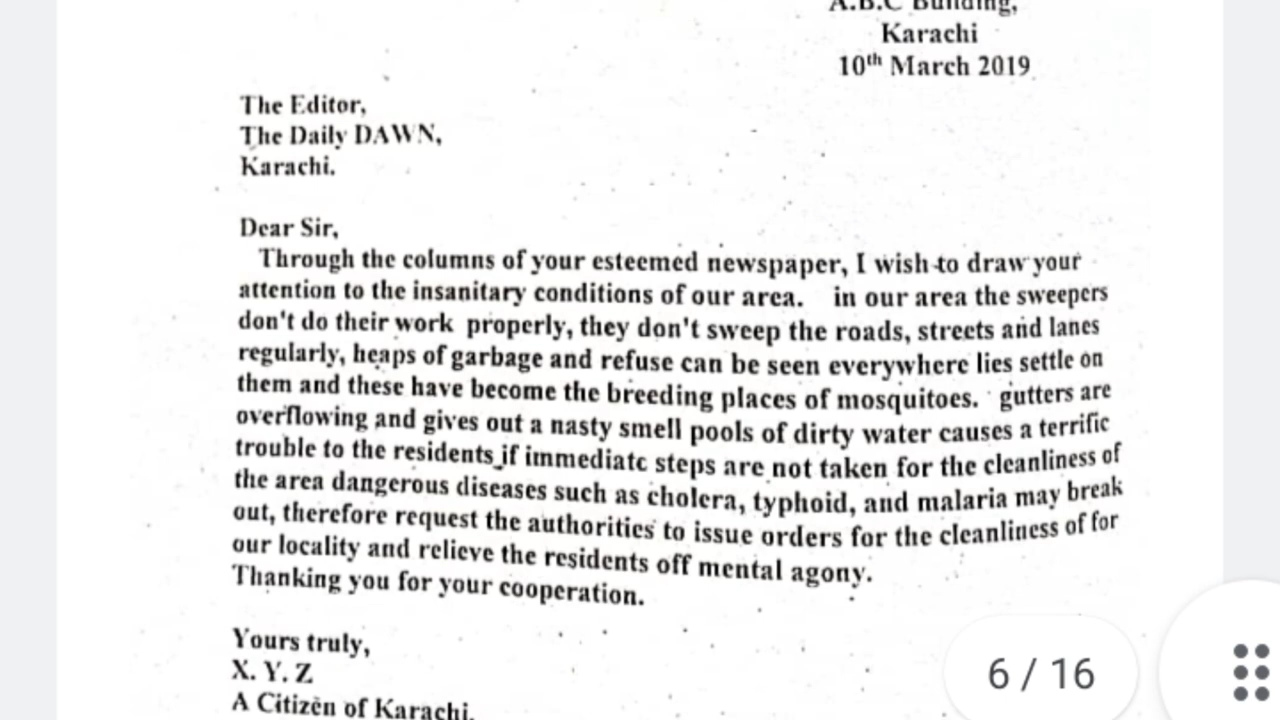 A.B.C Building,
Karachi
10th March 2019
The Editor,
The Daily DAWN,
Karachi.
Dear Sir,
Through the columns of your esteemed newspaper, I wish to draw your
attention to the insanitary conditions of our area. in our area the sweepers
don't do their work properly, they don't sweep the roads, streets and lanes
regularly, heaps of garbage and refuse can be seen everywhere lies settle on
them and these have become the breeding places of mosquitoes. gutters are
overflowing and gives out a nasty smell pools of dirty water causes a terrific
trouble to the residents if immediate steps are not taken for the cleanliness of
the area dangerous diseases such as cholera, typhoid, and malaria may break
out, therefore request the authorities to issue orders for the cleanliness of for
our locality and relieve the residents off mental agony.
Thanking you for your cooperation.
Yours truly,
X. Y. Z
A Citizen of Karachi.
6 / 16